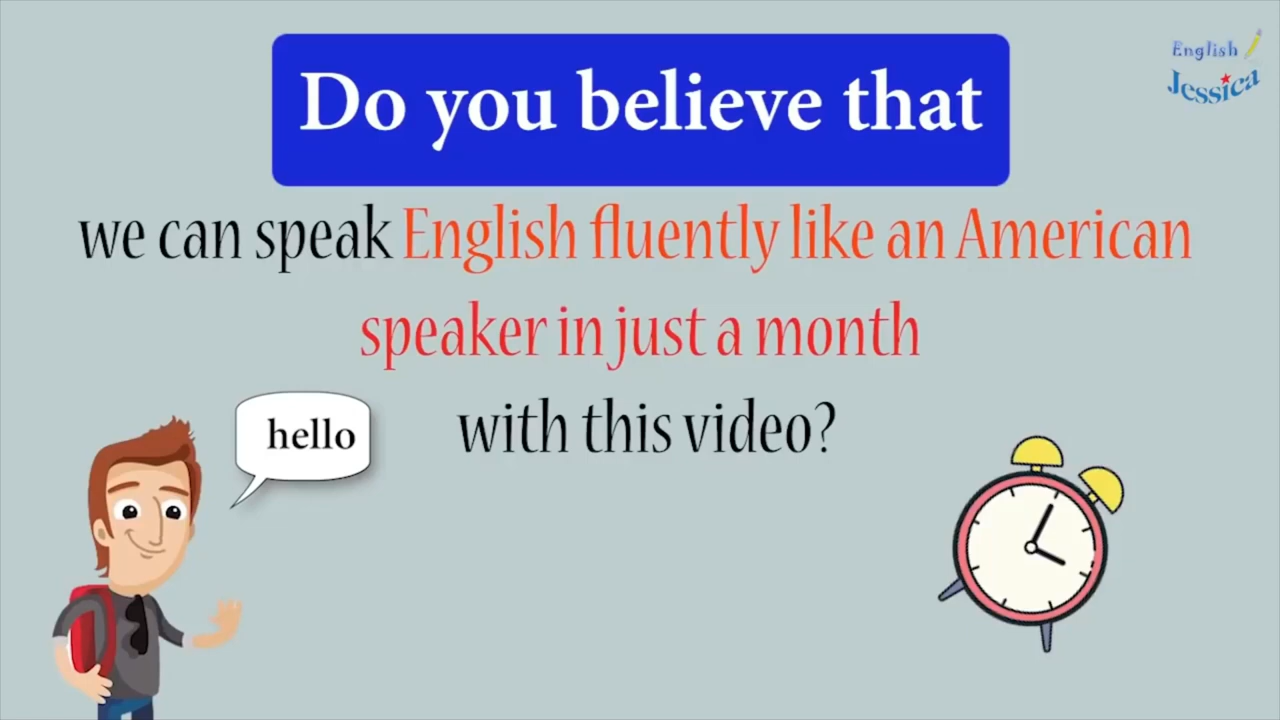 English
Jessica
Do you believe that
we can speak English fluently like an American
speaker in just a month
with this video?
hello